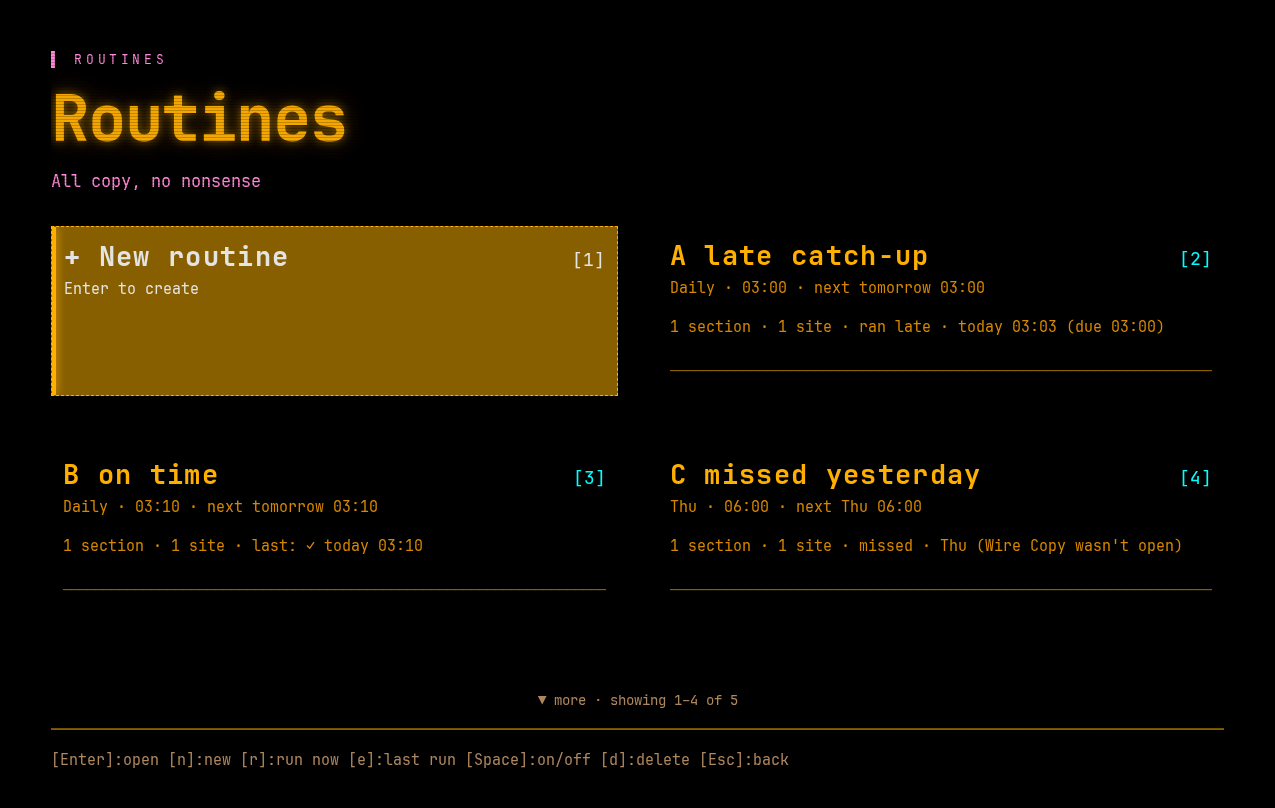 ROUTINES
Routines
All copy, no nonsense
+ New routine [1]
Enter to create
A late catch-up [2]
Daily · 03:00 · next tomorrow 03:00
1 section · 1 site · ran late · today 03:03 (due 03:00)
B on time [3]
Daily · 03:10 · next tomorrow 03:10
1 section · 1 site · last: ✓ today 03:10
C missed yesterday [4]
Thu · 06:00 · next Thu 06:00
1 section · 1 site · missed · Thu (Wire Copy wasn't open)
▼ more · showing 1–4 of 5
[Enter]:open [n]:new [r]:run now [e]:last run [Space]:on/off [d]:delete [Esc]:back